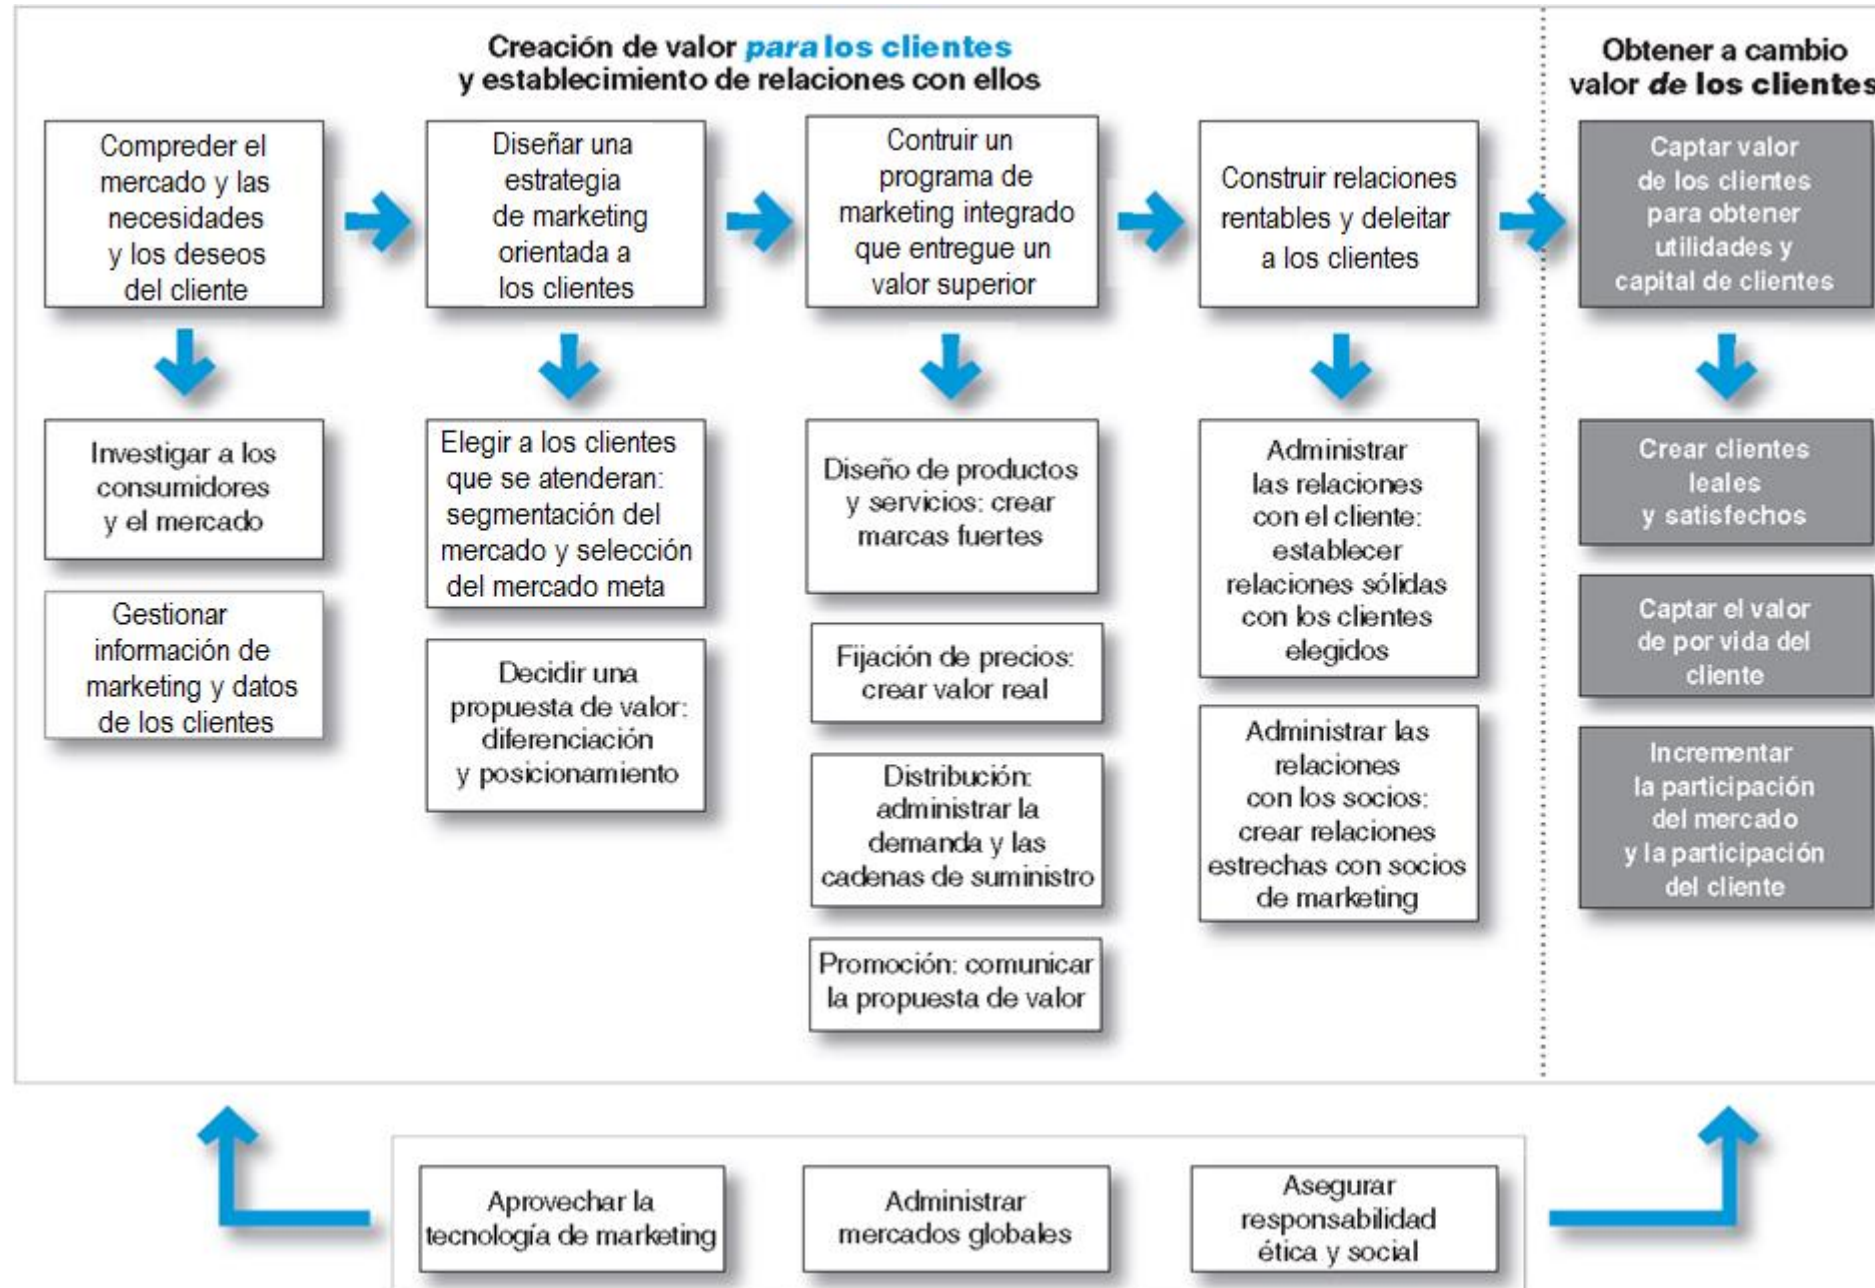 Creación de valor para los clientes
y establecimiento de relaciones con ellos
Obtener a cambio
valor de los clientes
Compreder el
mercado y las
necesidades
y los deseos
del cliente
Diseñar una
estrategia
de marketing
orientada a
los clientes
Contruir un
programa de
marketing integrado
que entregue un
valor superior
Construir relaciones
rentables y deleitar
a los clientes
Captar valor
de los clientes
para obtener
utilidades y
capital de clientes
Investigar a los
consumidores
y el mercado
Gestionar
información de
marketing y datos
de los clientes
Elegir a los clientes
que se atenderan:
segmentación del
mercado y selección
del mercado meta
Decidir una
propuesta de valor:
diferenciación
y posicionamiento
Diseño de productos
y servicios: crear
marcas fuertes
Fijación de precios:
crear valor real
Distribución:
administrar la
demanda y las
cadenas de suministro
Promoción: comunicar
la propuesta de valor
Administrar
las relaciones
con el cliente:
establecer
relaciones sólidas
con los clientes
elegidos
Administrar las
relaciones
con los socios:
crear relaciones
estrechas con socios
de marketing
Crear clientes
leales
y satisfechos
Captar el valor
de por vida del
cliente
Incrementar
la participación
del mercado
y la participación
del cliente
Aprovechar la
tecnología de marketing
Administrar
mercados globales
Asegurar
responsabilidad
ética y social